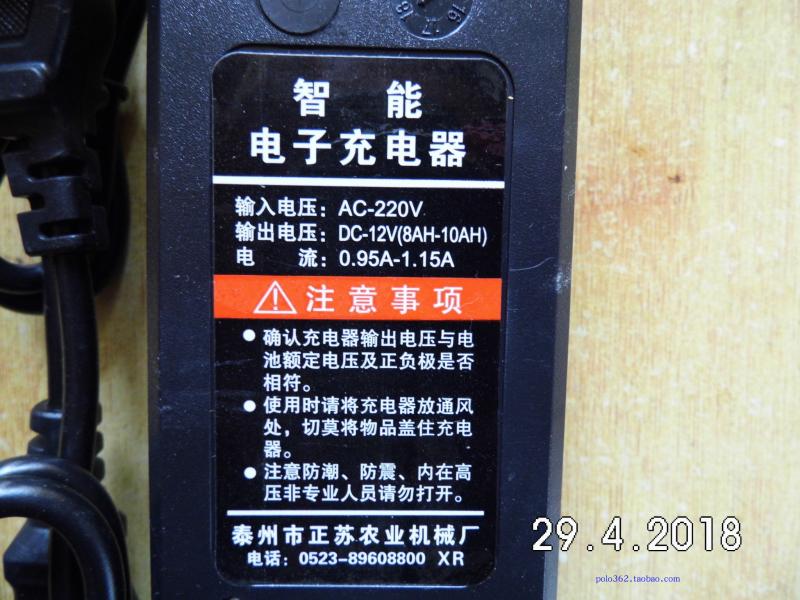 16 17 18
智 能
电子充电器
输入电压：AC-220V
输出电压：DC-12V(8AH-10AH)
电 流：0.95A-1.15A
注意事项
● 确认充电器输出电压与电
池额定电压及正负极是否
相符。
● 使用时请将充电器放通风
处，切莫将物品盖住充电
器。
● 注意防潮、防震、内在高
压非专业人员请勿打开。
泰州市正苏农业机械厂
电话：0523-89608800 XR
29.4.2018
polo362.taobao.com